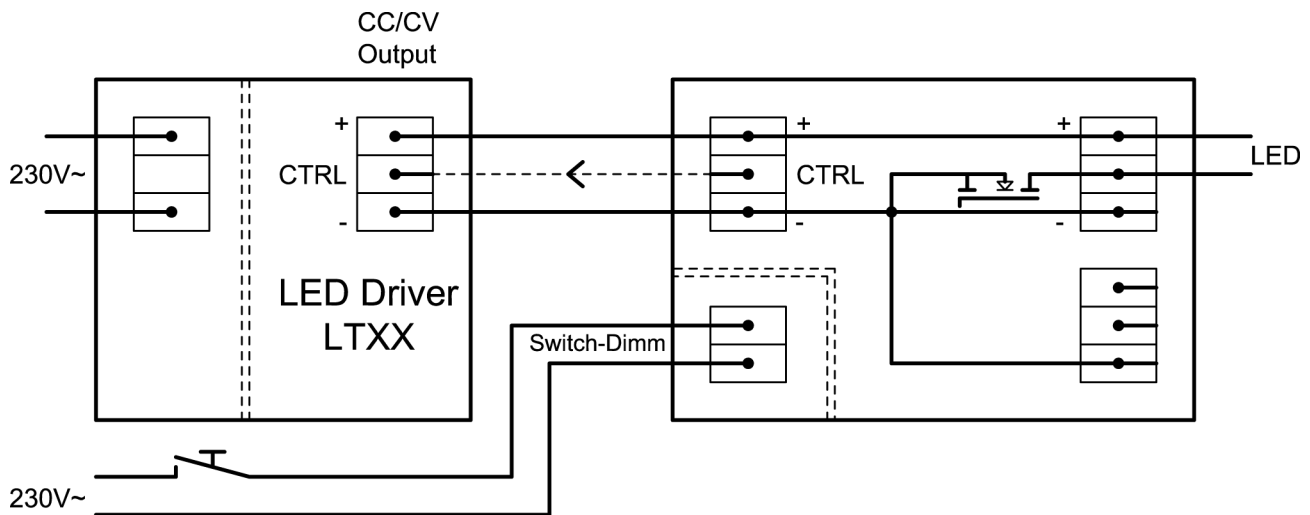 CC/CV
Output
+
+
+
230V~
CTRL
CTRL
LED
-
-
-
LED Driver
LTXX
Switch-Dimm
230V~